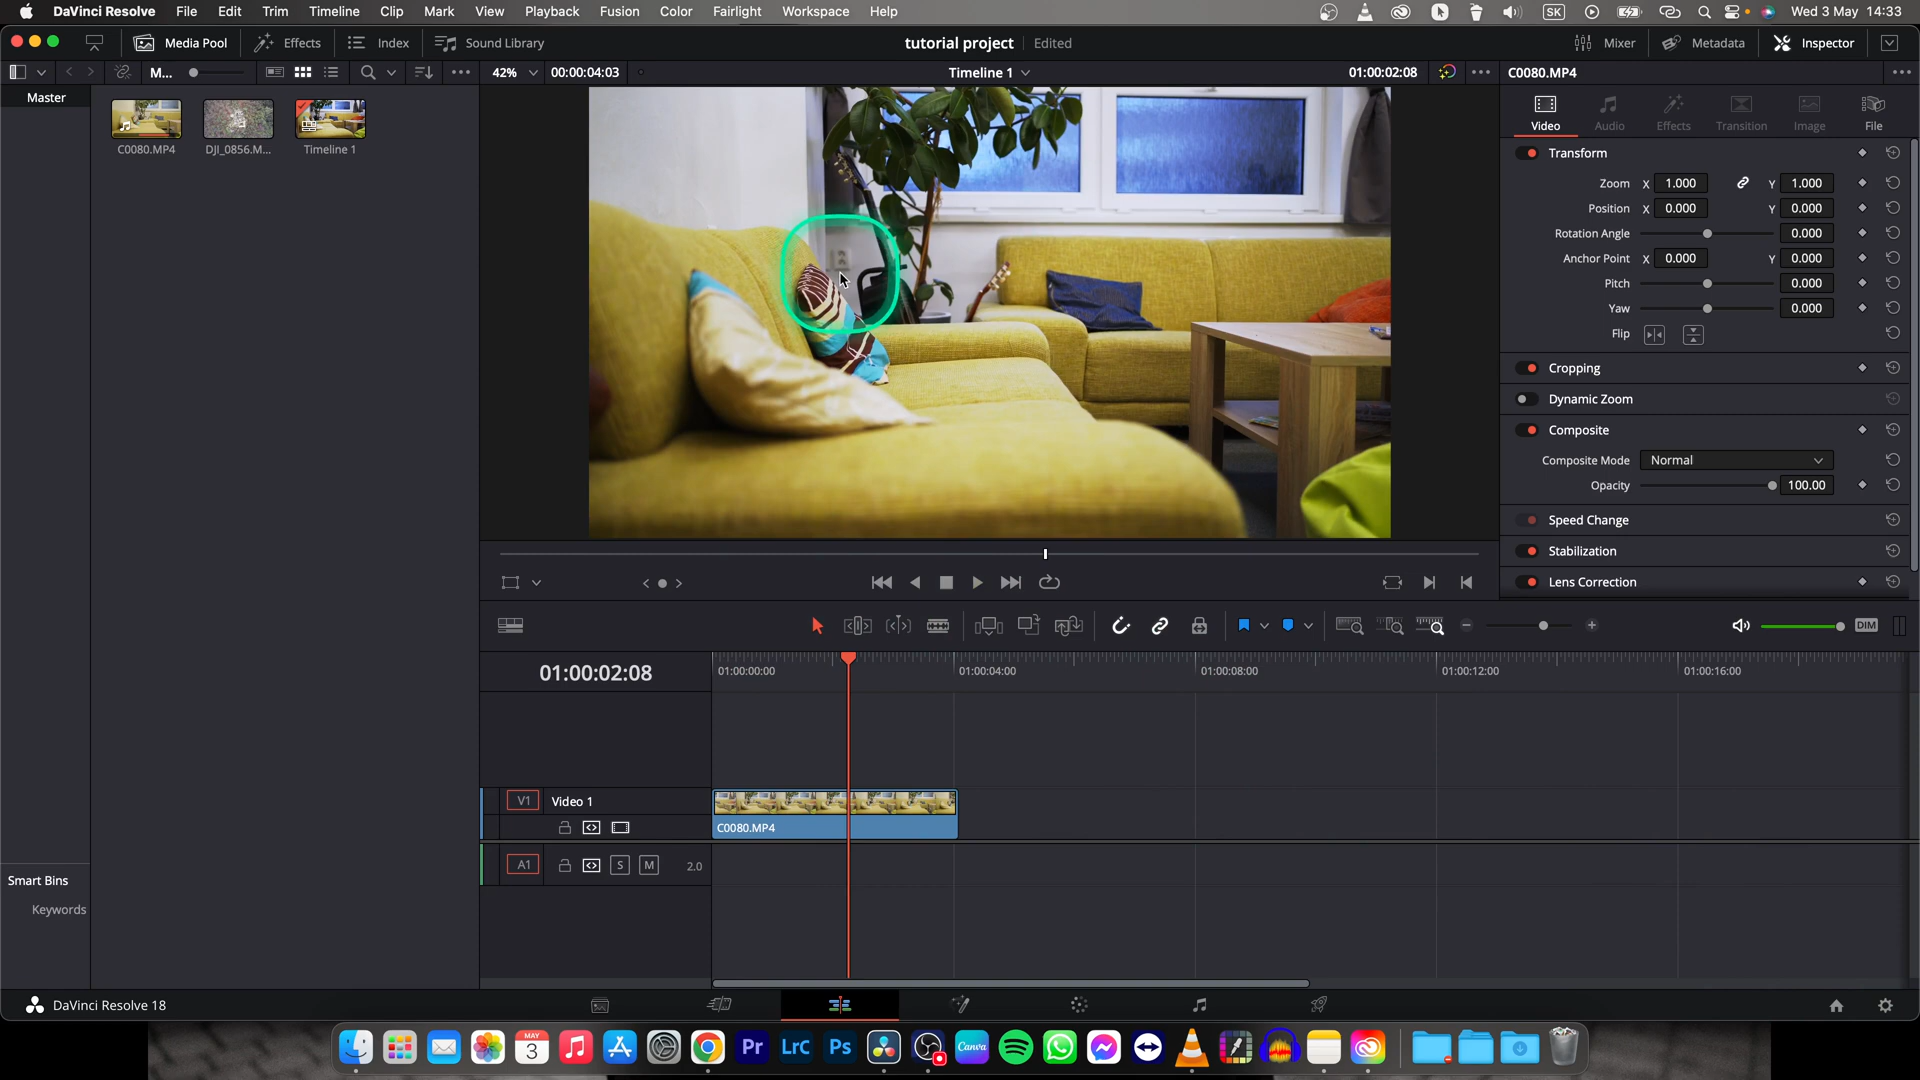 DaVinci Resolve File Edit Trim Timeline Clip Mark View Playback Fusion Color Fairlight Workspace Help SK Wed 3 May 14:33
Media Pool Effects Index Sound Library tutorial project Edited Mixer Metadata Inspector
M... 42% 00:00:04:03 Timeline 1 01:00:02:08 C0080.MP4
Master
C0080.MP4 DJI_0856.M... Timeline 1
Video Audio Effects Transition Image File
Transform
Zoom X 1.000 Y 1.000
Position X 0.000 Y 0.000
Rotation Angle 0.000
Anchor Point X 0.000 Y 0.000
Pitch 0.000
Yaw 0.000
Flip
Cropping
Dynamic Zoom
Composite
Composite Mode Normal
Opacity 100.00
Speed Change
Stabilization
Lens Correction
DIM
01:00:02:08 01:00:00:00 01:00:04:00 01:00:08:00 01:00:12:00 01:00:16:00
V1 Video 1
C0080.MP4
A1 S M 2.0
Smart Bins
Keywords
DaVinci Resolve 18
MAY
3
Pr LrC Ps Canva